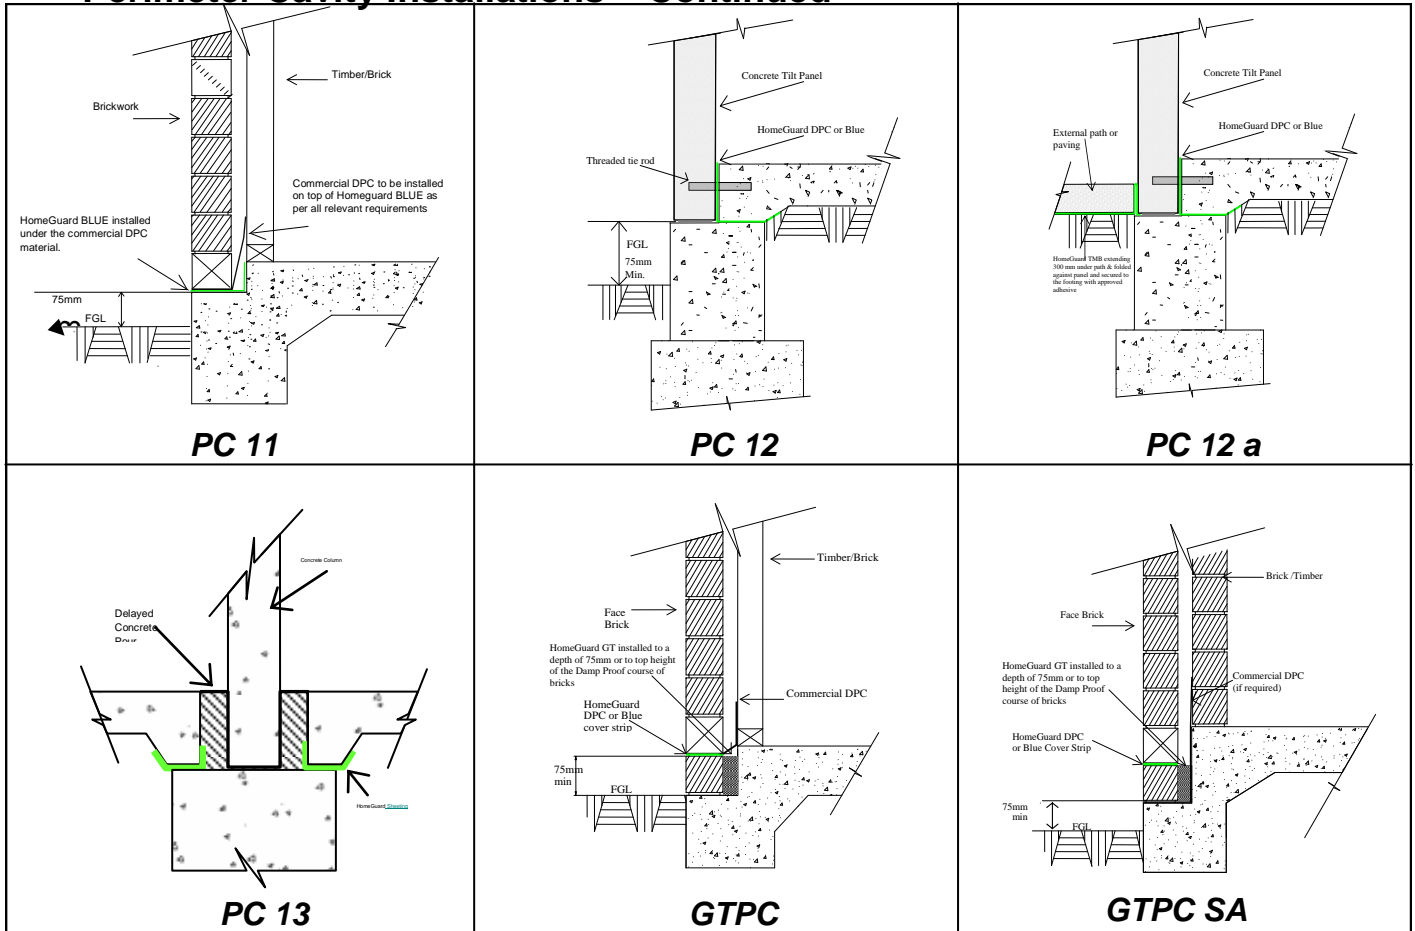 Perimeter Cavity Installations – Continued
Timber/Brick
Brickwork
Commercial DPC to be installed
on top of Homeguard BLUE as
per all relevant requirements
HomeGuard BLUE installed
under the commercial DPC
material.
75mm
FGL
PC 11
Concrete Tilt Panel
HomeGuard DPC or Blue
Threaded tie rod
FGL
75mm
Min.
PC 12
Concrete Tilt Panel
HomeGuard DPC or Blue
External path or
paving
HomeGuard TMB extending
300 mm under path & folded
against panel and secured to
the footing with approved
adhesive
PC 12 a
Concrete Column
Delayed
Concrete
Pour
HomeGuard Sheeting
PC 13
Timber/Brick
Face
Brick
HomeGuard GT installed to a
depth of 75mm or to top height
of the Damp Proof course of
bricks
Commercial DPC
HomeGuard
DPC or Blue
cover strip
75mm
min
FGL
GTPC
Brick /Timber
Face Brick
HomeGuard GT installed to a
depth of 75mm or to top
height of the Damp Proof
course of bricks
Commercial DPC
(if required)
HomeGuard DPC
or Blue Cover Strip
75mm
min
FGL
GTPC SA